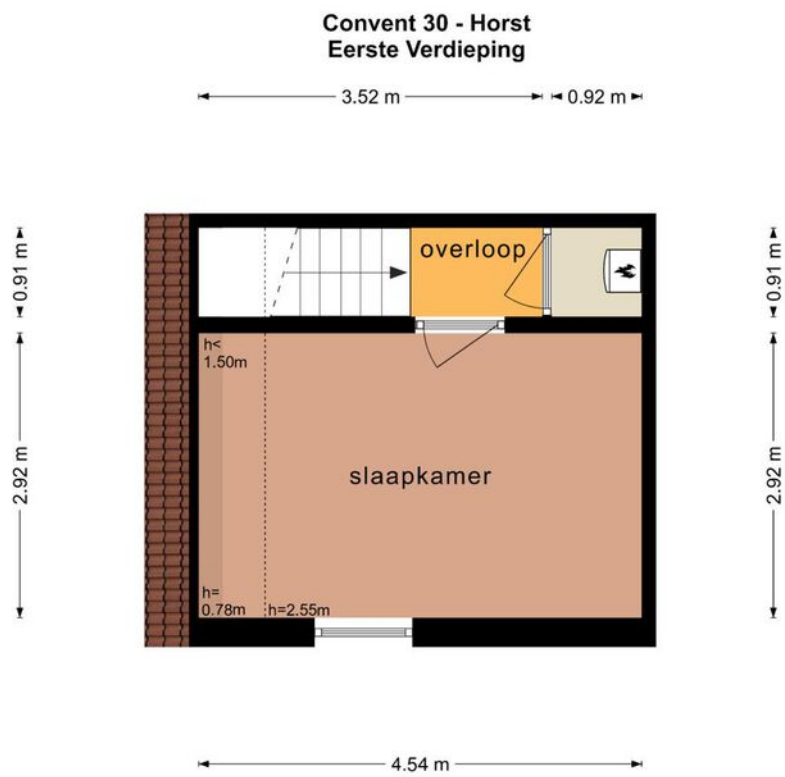 Convent 30 - Horst
Eerste Verdieping
3.52 m
0.92 m
0.91 m
0.91 m
overloop
h<
1.50m
2.92 m
2.92 m
slaapkamer
h=
0.78m
h=2.55m
4.54 m